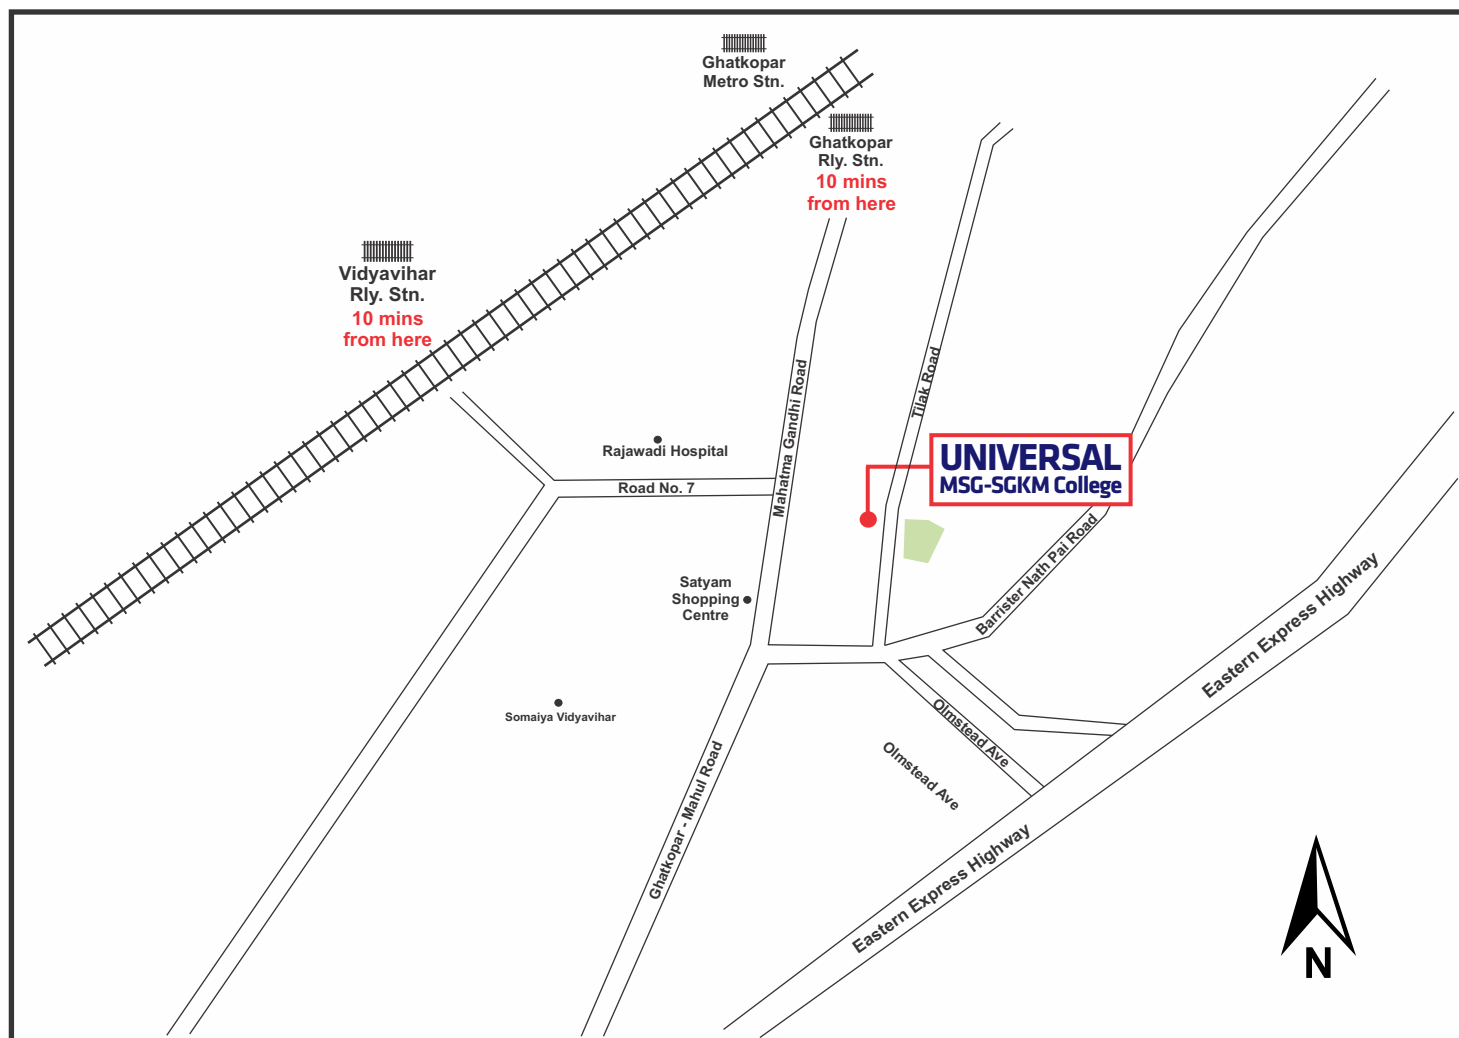 Ghatkopar
Metro Stn.
Ghatkopar
Rly. Stn.
10 mins
from here
Vidyavihar
Rly. Stn.
10 mins
from here
Mahatma Gandhi Road
Tilak Road
Rajawadi Hospital
Road No. 7
UNIVERSAL
MSG-SGKM College
Barrister Nath Pai Road
Satyam
Shopping
Centre
Eastern Express Highway
Somaiya Vidyavihar
Olmstead Ave
Olmstead Ave
Ghatkopar - Mahul Road
Eastern Express Highway
N